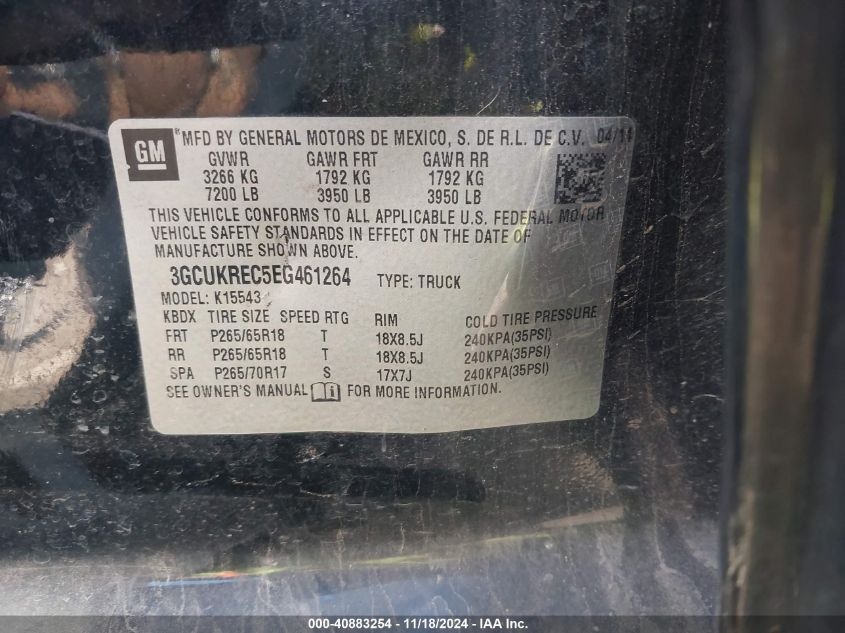 GM ® MFD BY GENERAL MOTORS DE MEXICO, S. DE R.L. DE C.V. 04/14
GVWR GAWR FRT GAWR RR
3266 KG 1792 KG 1792 KG
7200 LB 3950 LB 3950 LB
THIS VEHICLE CONFORMS TO ALL APPLICABLE U.S. FEDERAL MOTOR
VEHICLE SAFETY STANDARDS IN EFFECT ON THE DATE OF
MANUFACTURE SHOWN ABOVE.
3GCUKREC5EG461264 TYPE: TRUCK
MODEL: K15543
KBDX TIRE SIZE SPEED RTG RIM COLD TIRE PRESSURE
FRT P265/65R18 T 18X8.5J 240KPA(35PSI)
RR P265/65R18 T 18X8.5J 240KPA(35PSI)
SPA P265/70R17 S 17X7J 240KPA(35PSI)
SEE OWNER'S MANUAL i FOR MORE INFORMATION.
000-40883254 - 11/18/2024 - IAA Inc.